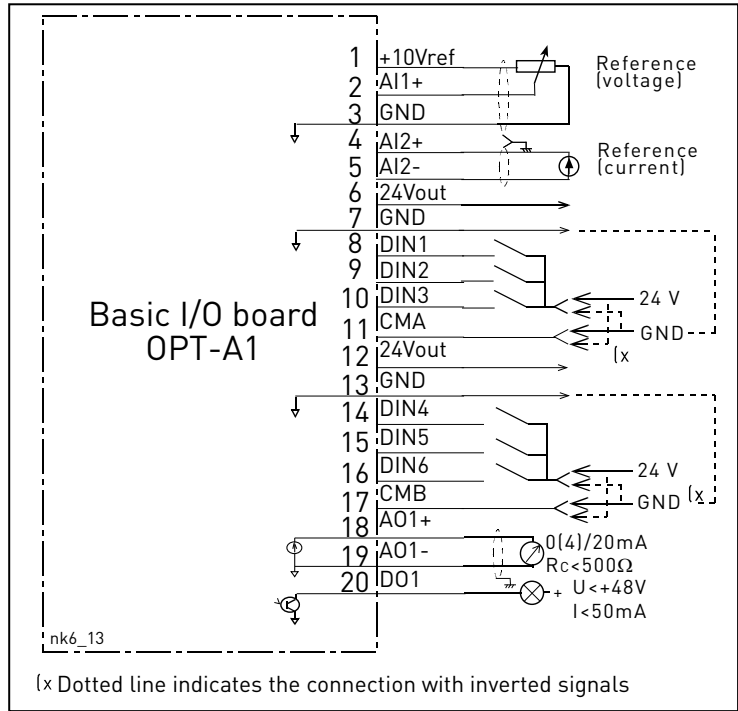 1 +10Vref
2 AI1+
3 GND
4 AI2+
5 AI2-
6 24Vout
7 GND
8 DIN1
9 DIN2
10 DIN3
11 CMA
12 24Vout
13 GND
14 DIN4
15 DIN5
16 DIN6
17 CMB
18 AO1+
19 AO1-
20 DO1
Basic I/O board
OPT-A1
Reference
(voltage)
Reference
(current)
24 V
GND
(x
24 V
GND (x
0(4)/20mA
RC<500Ω
+ U<+48V
I<50mA
nk6_13
(x Dotted line indicates the connection with inverted signals